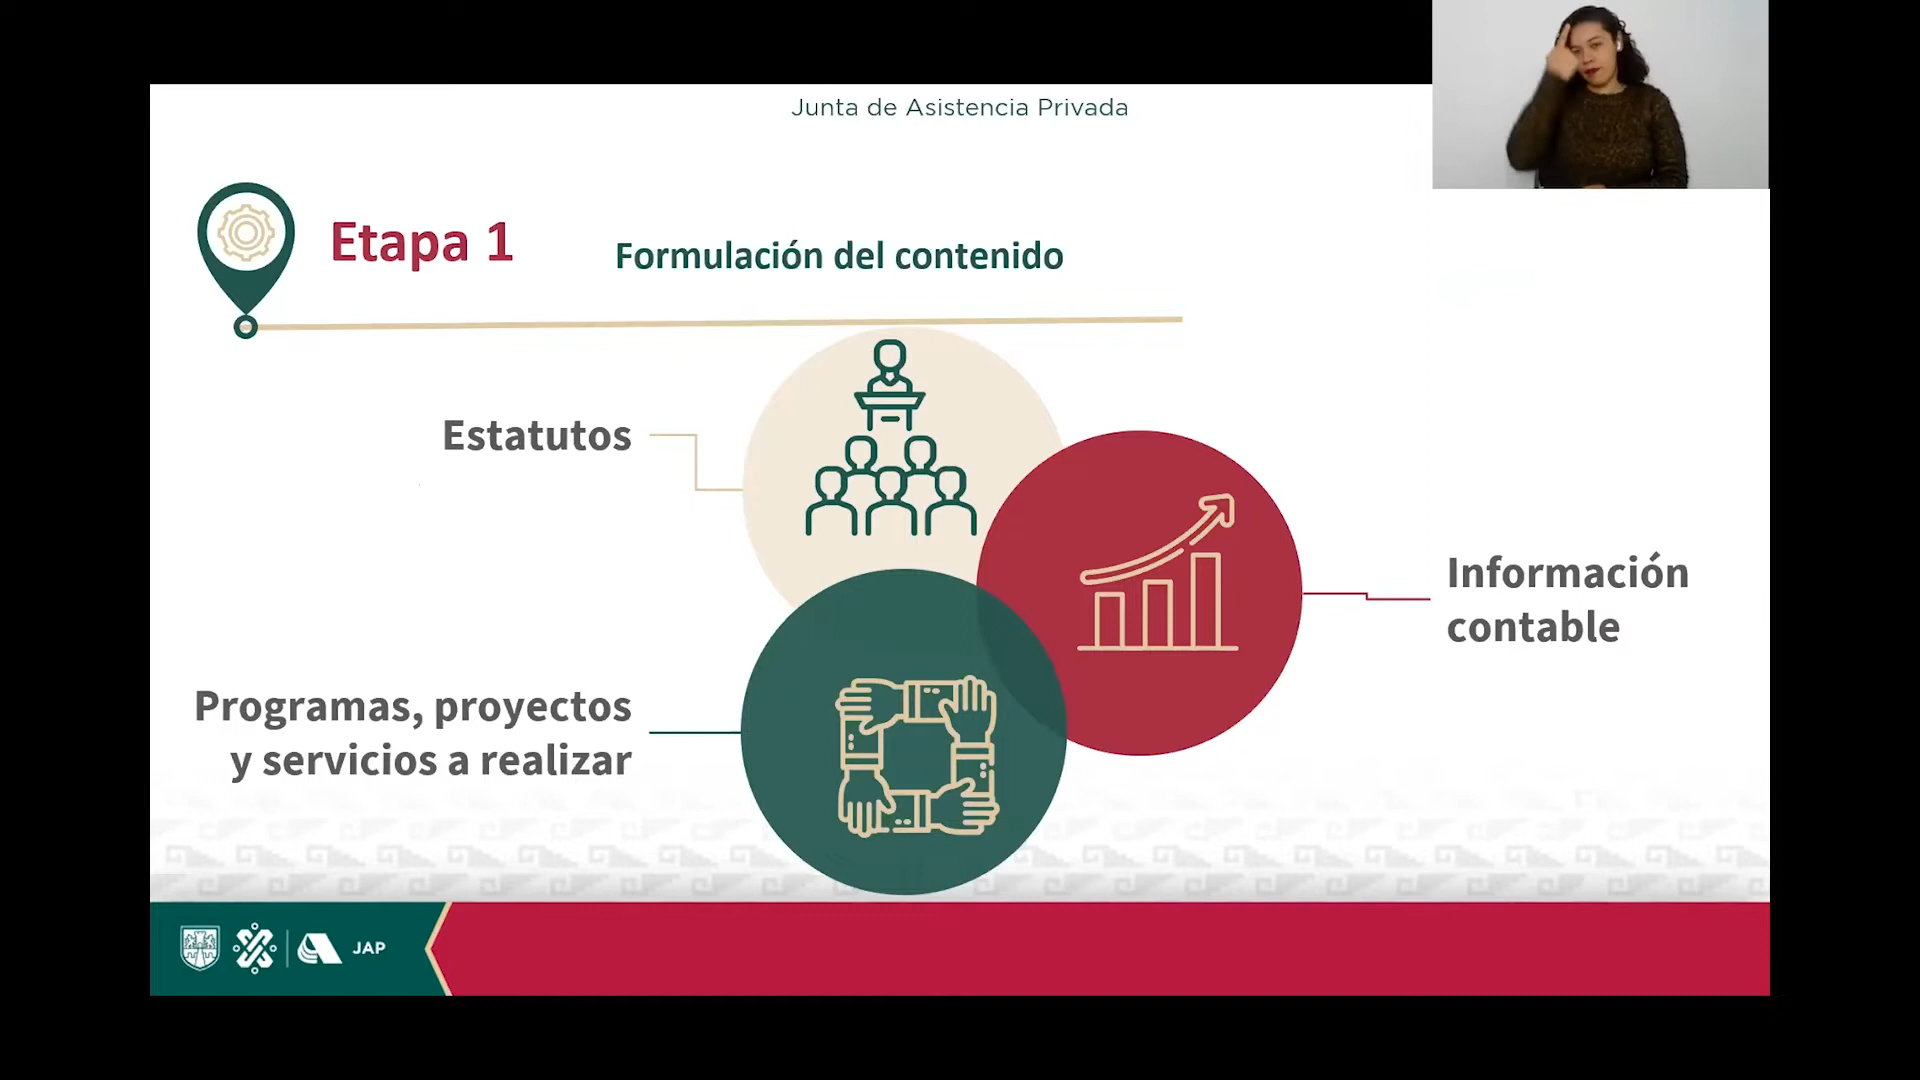 Junta de Asistencia Privada
Etapa 1
Formulación del contenido
Estatutos
Información
contable
Programas, proyectos
y servicios a realizar
JAP